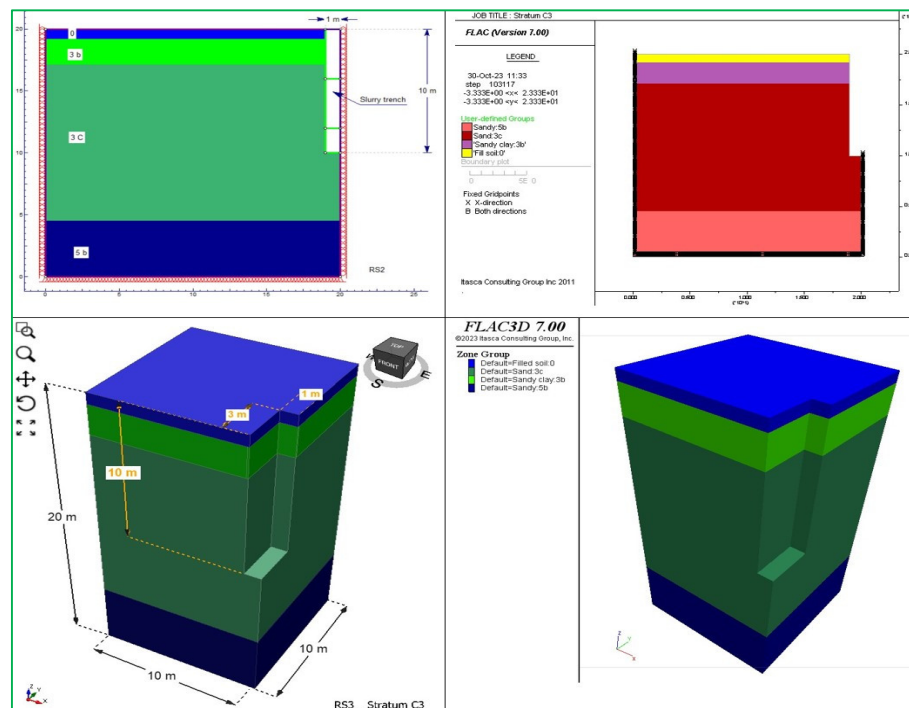 1 m
20
0
3 b
10 m
Slurry trench
15
3 C
10
5
5 b
RS2
0
0
5
10
15
20
JOB TITLE : Stratum C3
FLAC (Version 7.00)
LEGEND
30-Oct-23 11:33
step 103117
-3.333E+00 <x< 2.333E+01
-3.333E+00 <y< 2.333E+01
User-defined Groups
Sandy:5b
Sand:3c
'Sandy clay:3b'
'Fill soil:0'
Boundary plot
0 5E 0
Fixed Gridpoints
X X-direction
B Both directions
Itasca Consulting Group Inc 2011
0.000
0.500
1.000
1.500
2.000
TOP
FRONT
W
S
E
1 m
3 m
10 m
20 m
10 m
10 m
Z
Y
X
RS3 Stratum C3
FLAC3D 7.00
©2023 Itasca Consulting Group, Inc.
Zone Group
Default=Filled soil:0
Default=Sand:3c
Default=Sandy clay:3b
Default=Sandy:5b
Z
Y
X